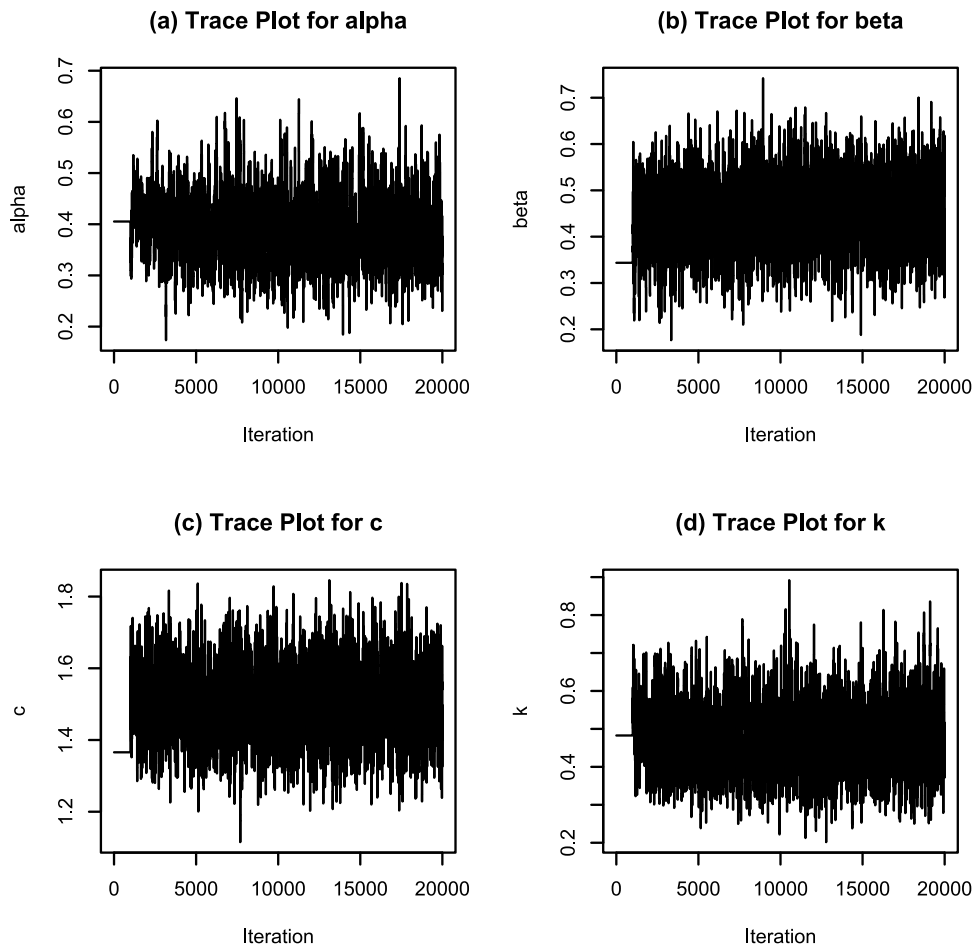 (a) Trace Plot for alpha
alpha
0.2 0.3 0.4 0.5 0.6 0.7
0 5000 10000 15000 20000
Iteration
(b) Trace Plot for beta
beta
0.2 0.3 0.4 0.5 0.6 0.7
0 5000 10000 15000 20000
Iteration
(c) Trace Plot for c
c
1.2 1.4 1.6 1.8
0 5000 10000 15000 20000
Iteration
(d) Trace Plot for k
k
0.2 0.4 0.6 0.8
0 5000 10000 15000 20000
Iteration